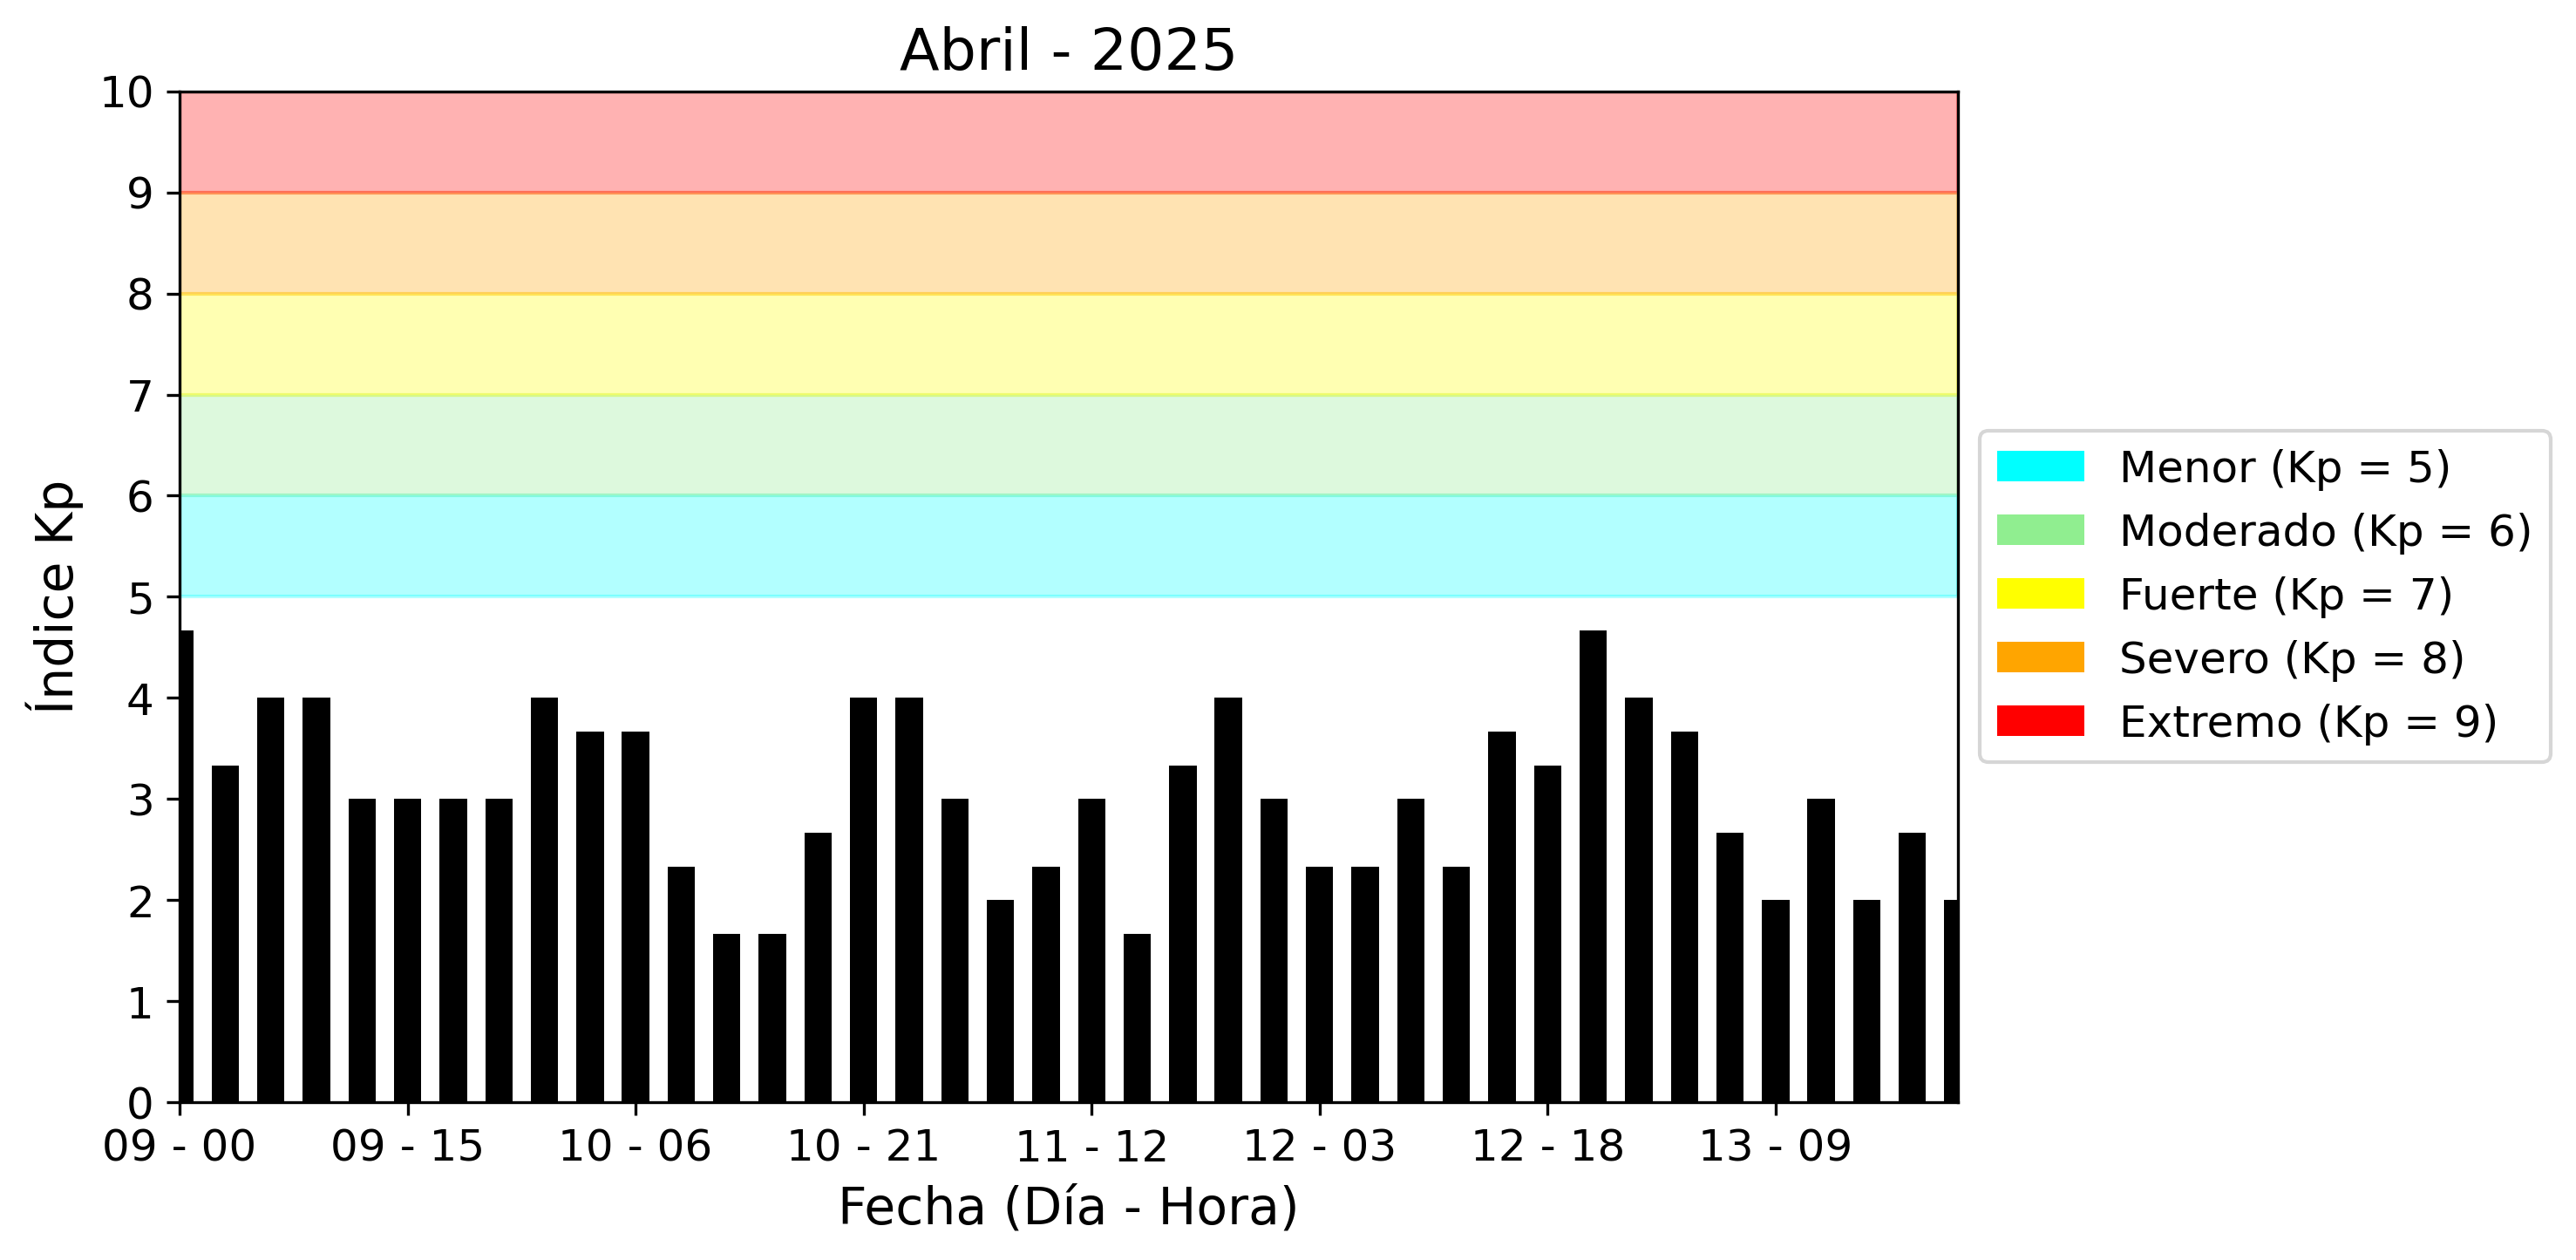 Abril - 2025
10
9
8
7
6
5
4
3
2
1
0
Índice Kp
09 - 00 09 - 15 10 - 06 10 - 21 11 - 12 12 - 03 12 - 18 13 - 09
Fecha (Día - Hora)
Menor (Kp = 5)
Moderado (Kp = 6)
Fuerte (Kp = 7)
Severo (Kp = 8)
Extremo (Kp = 9)